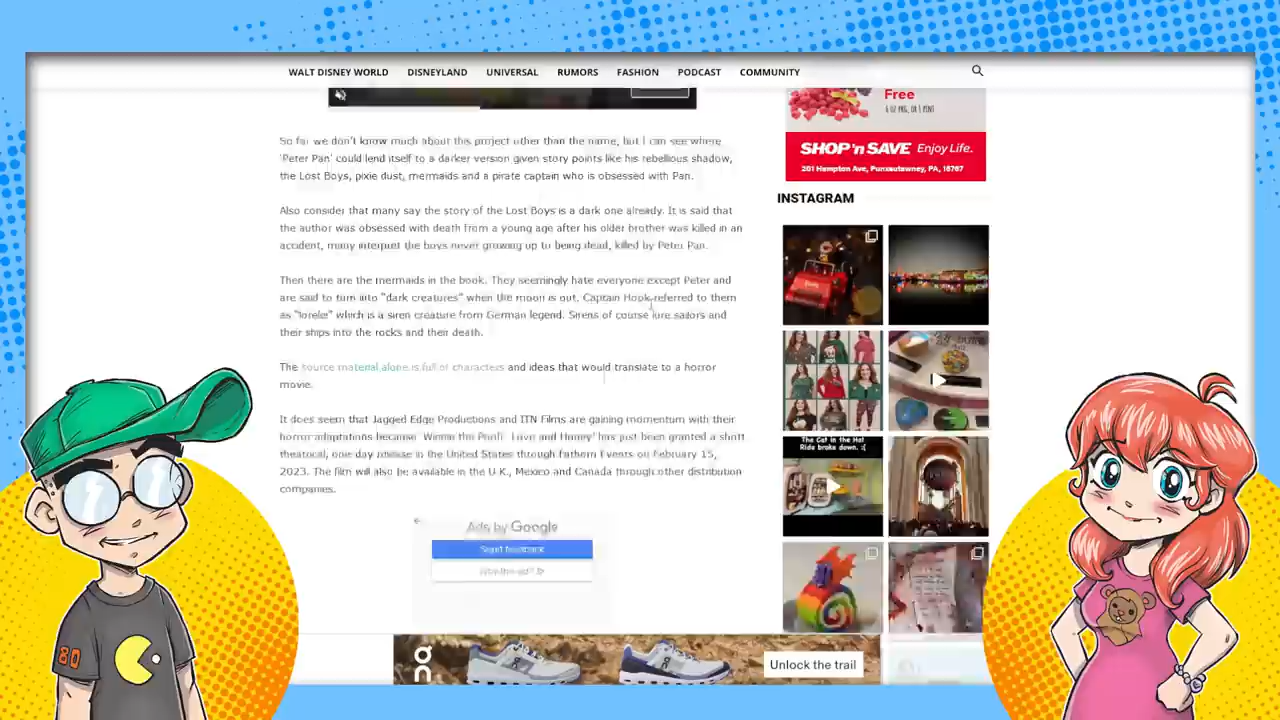 WALT DISNEY WORLD DISNEYLAND UNIVERSAL RUMORS FASHION PODCAST COMMUNITY
So far we don't know much about this project other than the name, but I can see where
'Peter Pan' could lend itself to a darker version given story points like his rebellious shadow,
the Lost Boys, pixie dust, mermaids and a pirate captain who is obsessed with Pan.
Also consider that many say the story of the Lost Boys is a dark one already. It is said that
the author was obsessed with death from a young age after his older brother was killed in an
accident, many interpret the boys never growing up to being dead, killed by Peter Pan.
Then there are the mermaids in the book. They seemingly hate everyone except Peter and
are said to turn into "dark creatures" when the moon is out. Captain Hook referred to them
as "lorelei" which is a siren creature from German legend. Sirens of course lure sailors and
their ships into the rocks and their death.
The source material alone is full of characters and ideas that would translate to a horror
movie.
It does seem that Jagged Edge Productions and ITN Films are gaining momentum with their
horror adaptations because 'Winnie the Pooh: Love and Honey' has just been granted a short
theatrical, one day release in the United States through Fathom Events on February 15,
2023. The film will also be available in the U.K., Mexico and Canada through other distribution
companies.
Ads by Google
Send feedback
Why this ad?
Free
6 OZ PKG. OR 1 PINT
SHOP 'n SAVE Enjoy Life.
201 Hampton Ave, Punxsutawney, PA, 15767
INSTAGRAM
The Cat in the Hat
Ride broke down. :(
Unlock the trail
80